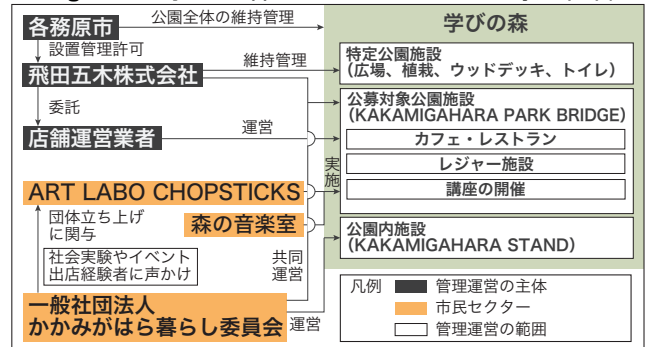 各務原市
公園全体の維持管理
学びの森
設置管理許可
飛田五木株式会社
維持管理
特定公園施設
(広場、植栽、ウッドデッキ、トイレ)
委託
店舗運営業者
運営
公募対象公園施設
(KAKAMIGAHARA PARK BRIDGE)
カフェ・レストラン
レジャー施設
講座の開催
実施
ART LABO CHOPSTICKS
団体立ち上げ
に関与
森の音楽室
公園内施設
(KAKAMIGAHARA STAND)
社会実験やイベント
出店経験者に声かけ
共同
運営
一般社団法人
かかみがはら暮らし委員会
運営
凡例
管理運営の主体
市民セクター
管理運営の範囲